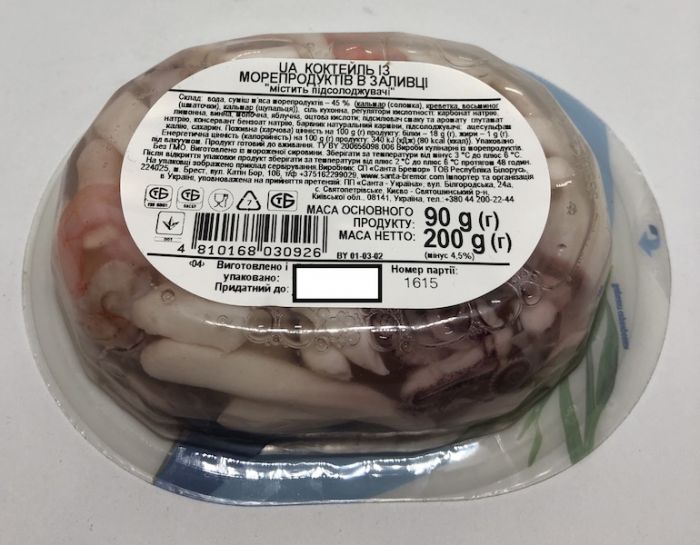 UA КОКТЕЙЛЬ ІЗ
МОРЕПРОДУКТІВ В ЗАЛИВЦІ
"містить підсолоджувачі"
Склад: вода, суміш м'яса морепродуктів – 45 % (кальмар (соломка), креветка, восьминог
(шматочки), кальмар (щупальця)), сіль кухонна, регулятори кислотності: карбонат натрію,
лимонна, винна, молочна, яблучна, оцтова кислоти; підсилювач смаку та аромату глутамат
натрію, консервант бензоат натрію, барвник натуральний карміни, підсолоджувачі: ацесульфам
калію, сахарин. Поживна (харчова) цінність на 100 g (г) продукту: білки – 18 g (г), жири – 1 g (г).
Енергетична цінність (калорійність) на 100 g (г) продукту: 340 kJ (кДж) (80 kcal (ккал)). Упаковано
під вакуумом. Продукт готовий до вживання. ТУ BY 200656098.006 Вироби кулінарні із морепродуктів.
Без ГМО. Виготовлено із мороженої сировини. Зберігати за температури від мінус 3 °С до плюс 6 °С.
Після відкриття упаковки продукт зберігати за температури від плюс 2 °С до плюс 6 °С протягом 48 годин.
На упаковці зображено приклад сервірування. Виробник: СП «Санта Бремор» ТОВ Республіка Білорусь,
224025, м. Брест, вул. Катін Бор, 106, т/ф +375162299029, www.santa-bremor.com Імпортер та організація
в Україні, уповноважена на прийняття претензій: ПП «Санта - Україна», вул. Білгородська, 24а,
с. Святопетрівське, Києво - Святошинський р-н,
Київської обл., 08141, Україна, тел.:+380 44 200-22-44
МАСА ОСНОВНОГО
ПРОДУКТУ: 90 g (г)
МАСА НЕТТО: 200 g (г)
(мінус 4,5%)
4 810168 030926
BY 01-03-02
‹04› Виготовлено і
упаковано:
Придатний до:
Номер партії:
1615